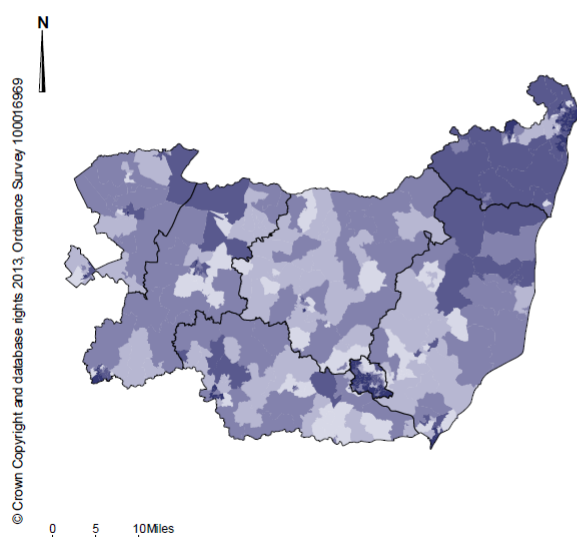 N
© Crown Copyright and database rights 2013, Ordnance Survey 100016969
0 5 10Miles